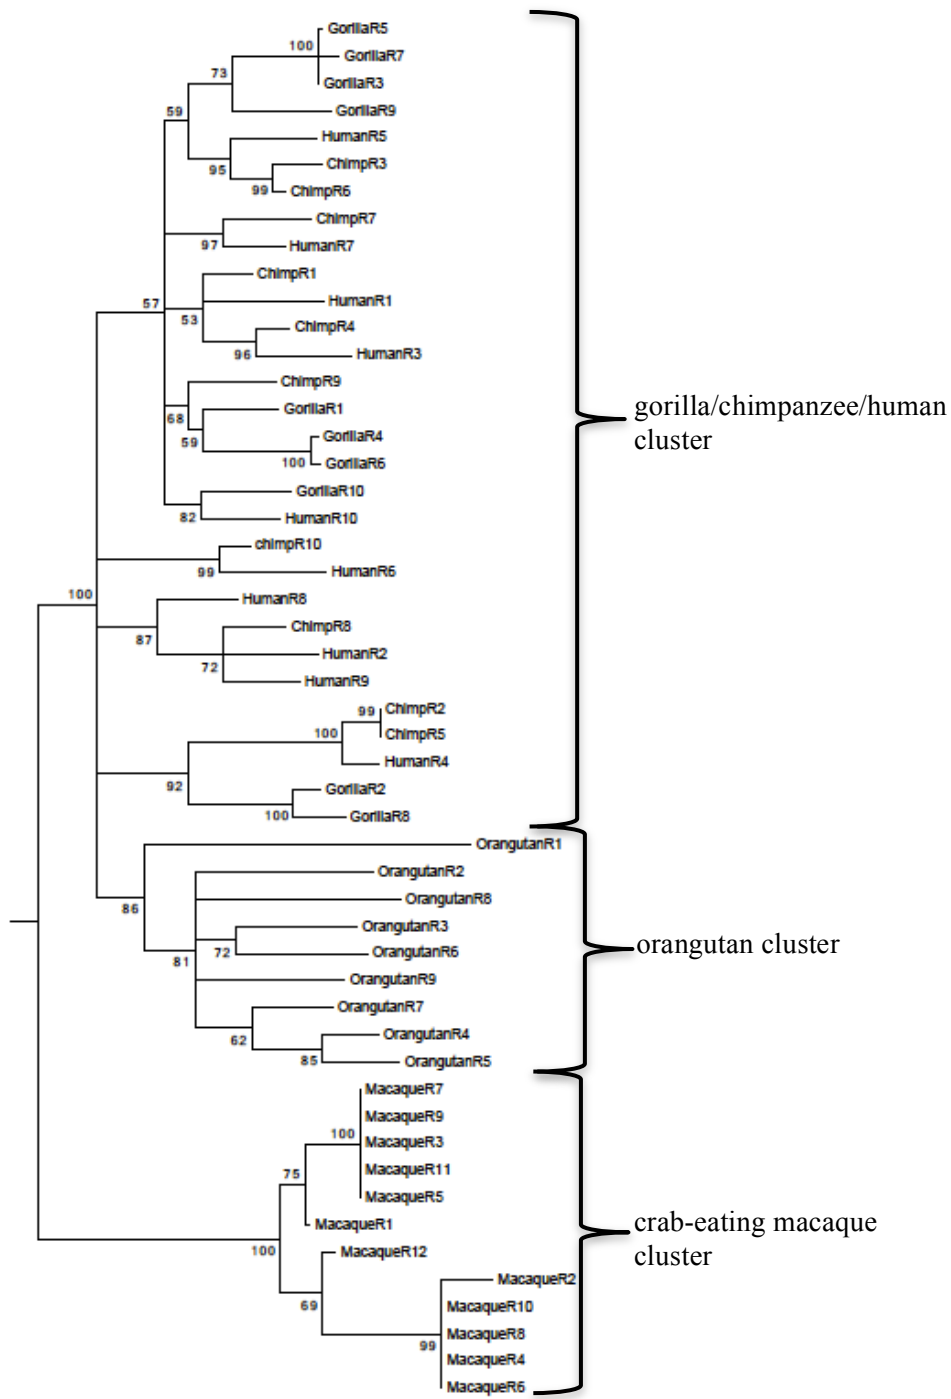 GorillaR5
100
GorillaR7
73
GorillaR3
59
GorillaR9
HumanR5
95
ChimpR3
99
ChimpR6
ChimpR7
97
HumanR7
ChimpR1
57
HumanR1
53
ChimpR4
96
HumanR3
ChimpR9
68
GorillaR1
59
GorillaR4
100
GorillaR6
gorilla/chimpanzee/human
cluster
GorillaR10
82
HumanR10
chimpR10
99
HumanR6
100
HumanR8
87
ChimpR8
72
HumanR2
HumanR9
99
ChimpR2
100
ChimpR5
HumanR4
92
GorillaR2
100
GorillaR8
OrangutanR1
86
OrangutanR2
OrangutanR8
81
OrangutanR3
72
OrangutanR6
orangutan cluster
OrangutanR9
OrangutanR7
62
OrangutanR4
85
OrangutanR5
MacaqueR7
MacaqueR9
100
MacaqueR3
75
MacaqueR11
MacaqueR5
MacaqueR1
100
MacaqueR12
crab-eating macaque
cluster
69
MacaqueR2
MacaqueR10
99
MacaqueR8
MacaqueR4
MacaqueR6